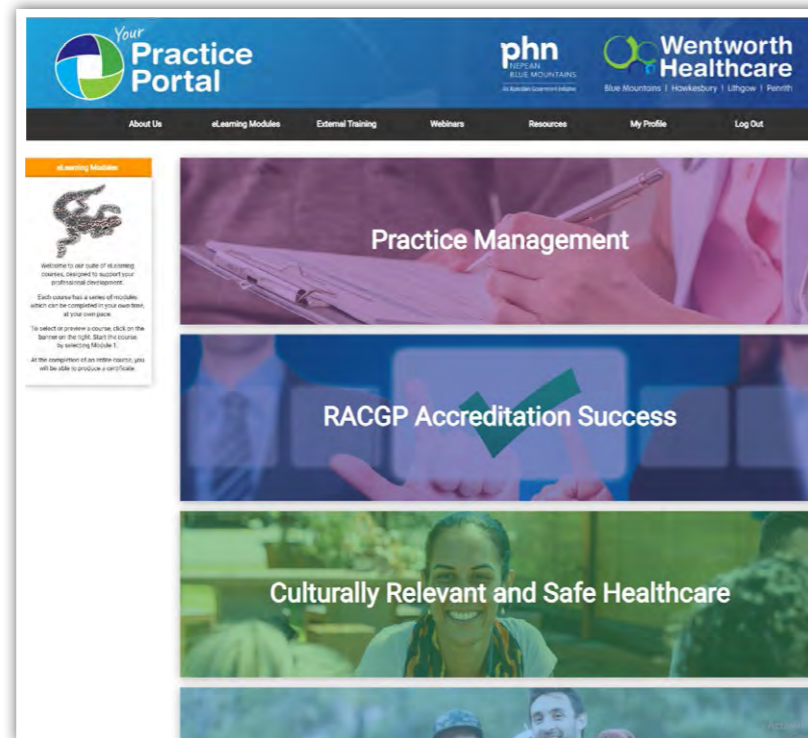 Your
Practice
Portal
phn
NEPEAN
BLUE MOUNTAINS
An Australian Government Initiative
Wentworth
Healthcare
Blue Mountains | Hawkesbury | Lithgow | Penrith
About Us
eLearning Modules
External Training
Webinars
Resources
My Profile
Log Out
eLearning Modules
Welcome to our suite of eLearning
courses, designed to support your
professional development.
Each course has a series of modules
which can be completed in your own time,
at your own pace.
To select or preview a course, click on the
banner on the right. Start the course
by selecting Module 1.
At the completion of an entire course, you
will be able to produce a certificate.
Practice Management
RACGP Accreditation Success
Culturally Relevant and Safe Healthcare